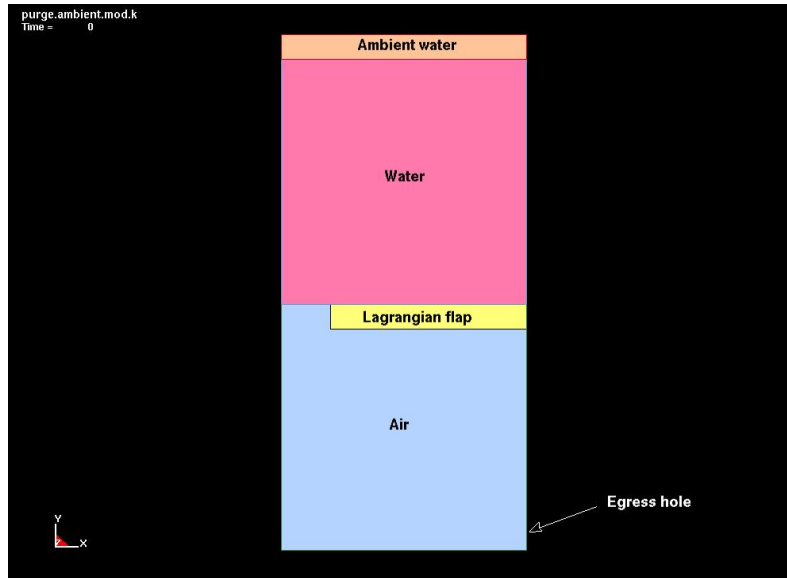 purge.ambient.mod.k
Time = 0
Ambient water
Water
Lagrangian flap
Air
Egress hole
Y
Z X